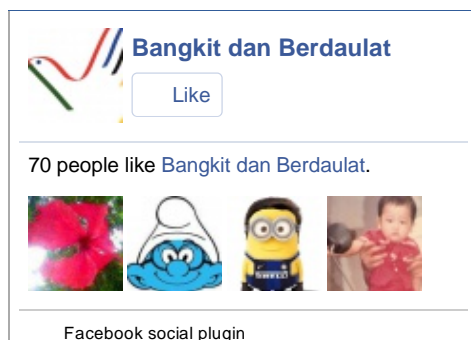 Bangkit dan Berdaulat
Like
70 people like Bangkit dan Berdaulat.
Facebook social plugin